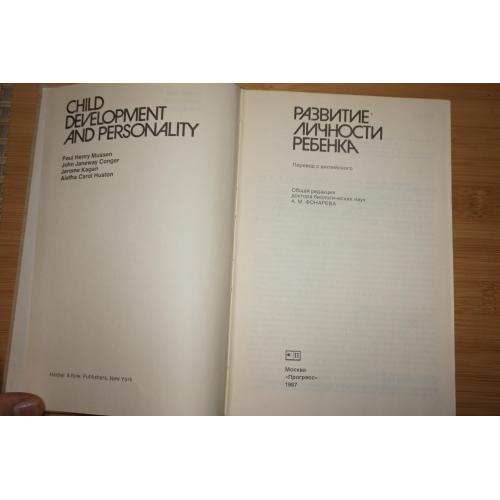 CHILD
DEVELOPMENT
AND PERSONALITY
Paul Henry Mussen
John Janeway Conger
Jerome Kagan
Aletha Carol Huston
Harper & Row, Publishers, New York
РАЗВИТИЕ
ЛИЧНОСТИ
РЕБЕНКА
Перевод с английского
Общая редакция
доктора биологических наук
А. М. ФОНАРЕВА
Москва
«Прогресс»
1987